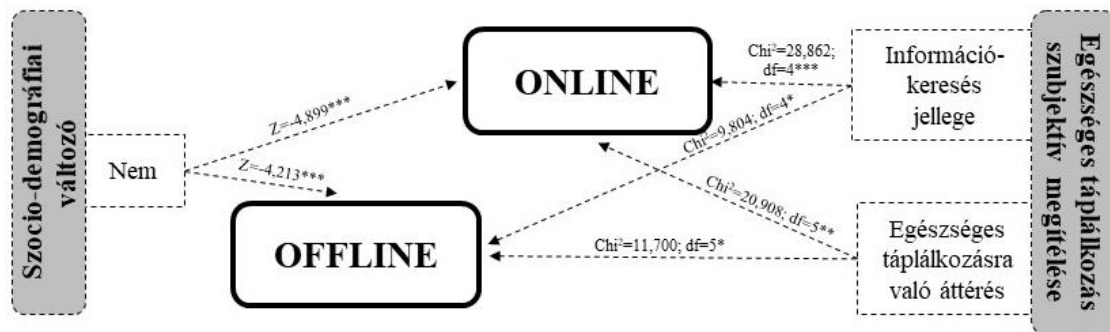 Szocio-demográfiai
változó
Nem
Z=-4,899***
Z=-4,213***
ONLINE
OFFLINE
Chi²=28,862;
df=4***
Chi²=9,804; df=4*
Chi²=20,908; df=5**
Chi²=11,700; df=5*
Információ-
keresés
jellege
Egészséges
táplálkozásra
való áttérés
Egészséges táplálkozás
szubjektív megítélése